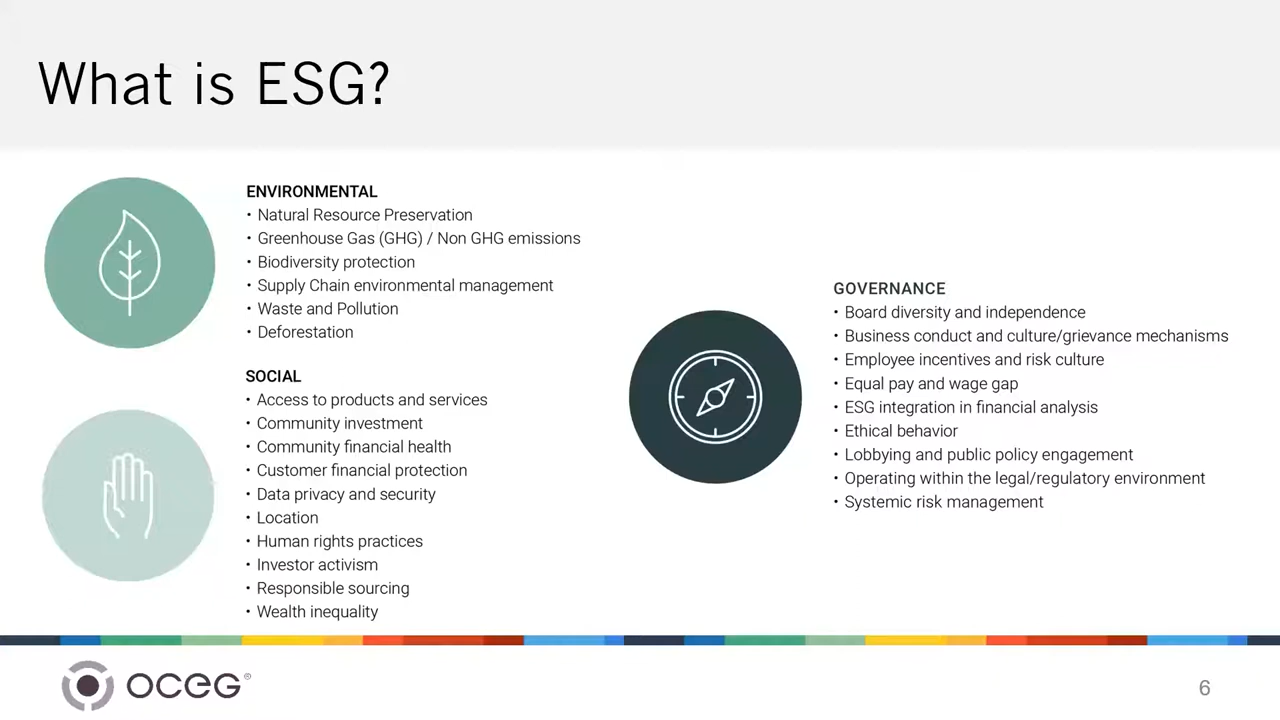 What is ESG?
ENVIRONMENTAL
• Natural Resource Preservation
• Greenhouse Gas (GHG) / Non GHG emissions
• Biodiversity protection
• Supply Chain environmental management
• Waste and Pollution
• Deforestation
SOCIAL
• Access to products and services
• Community investment
• Community financial health
• Customer financial protection
• Data privacy and security
• Location
• Human rights practices
• Investor activism
• Responsible sourcing
• Wealth inequality
GOVERNANCE
• Board diversity and independence
• Business conduct and culture/grievance mechanisms
• Employee incentives and risk culture
• Equal pay and wage gap
• ESG integration in financial analysis
• Ethical behavior
• Lobbying and public policy engagement
• Operating within the legal/regulatory environment
• Systemic risk management
OCEG®
6